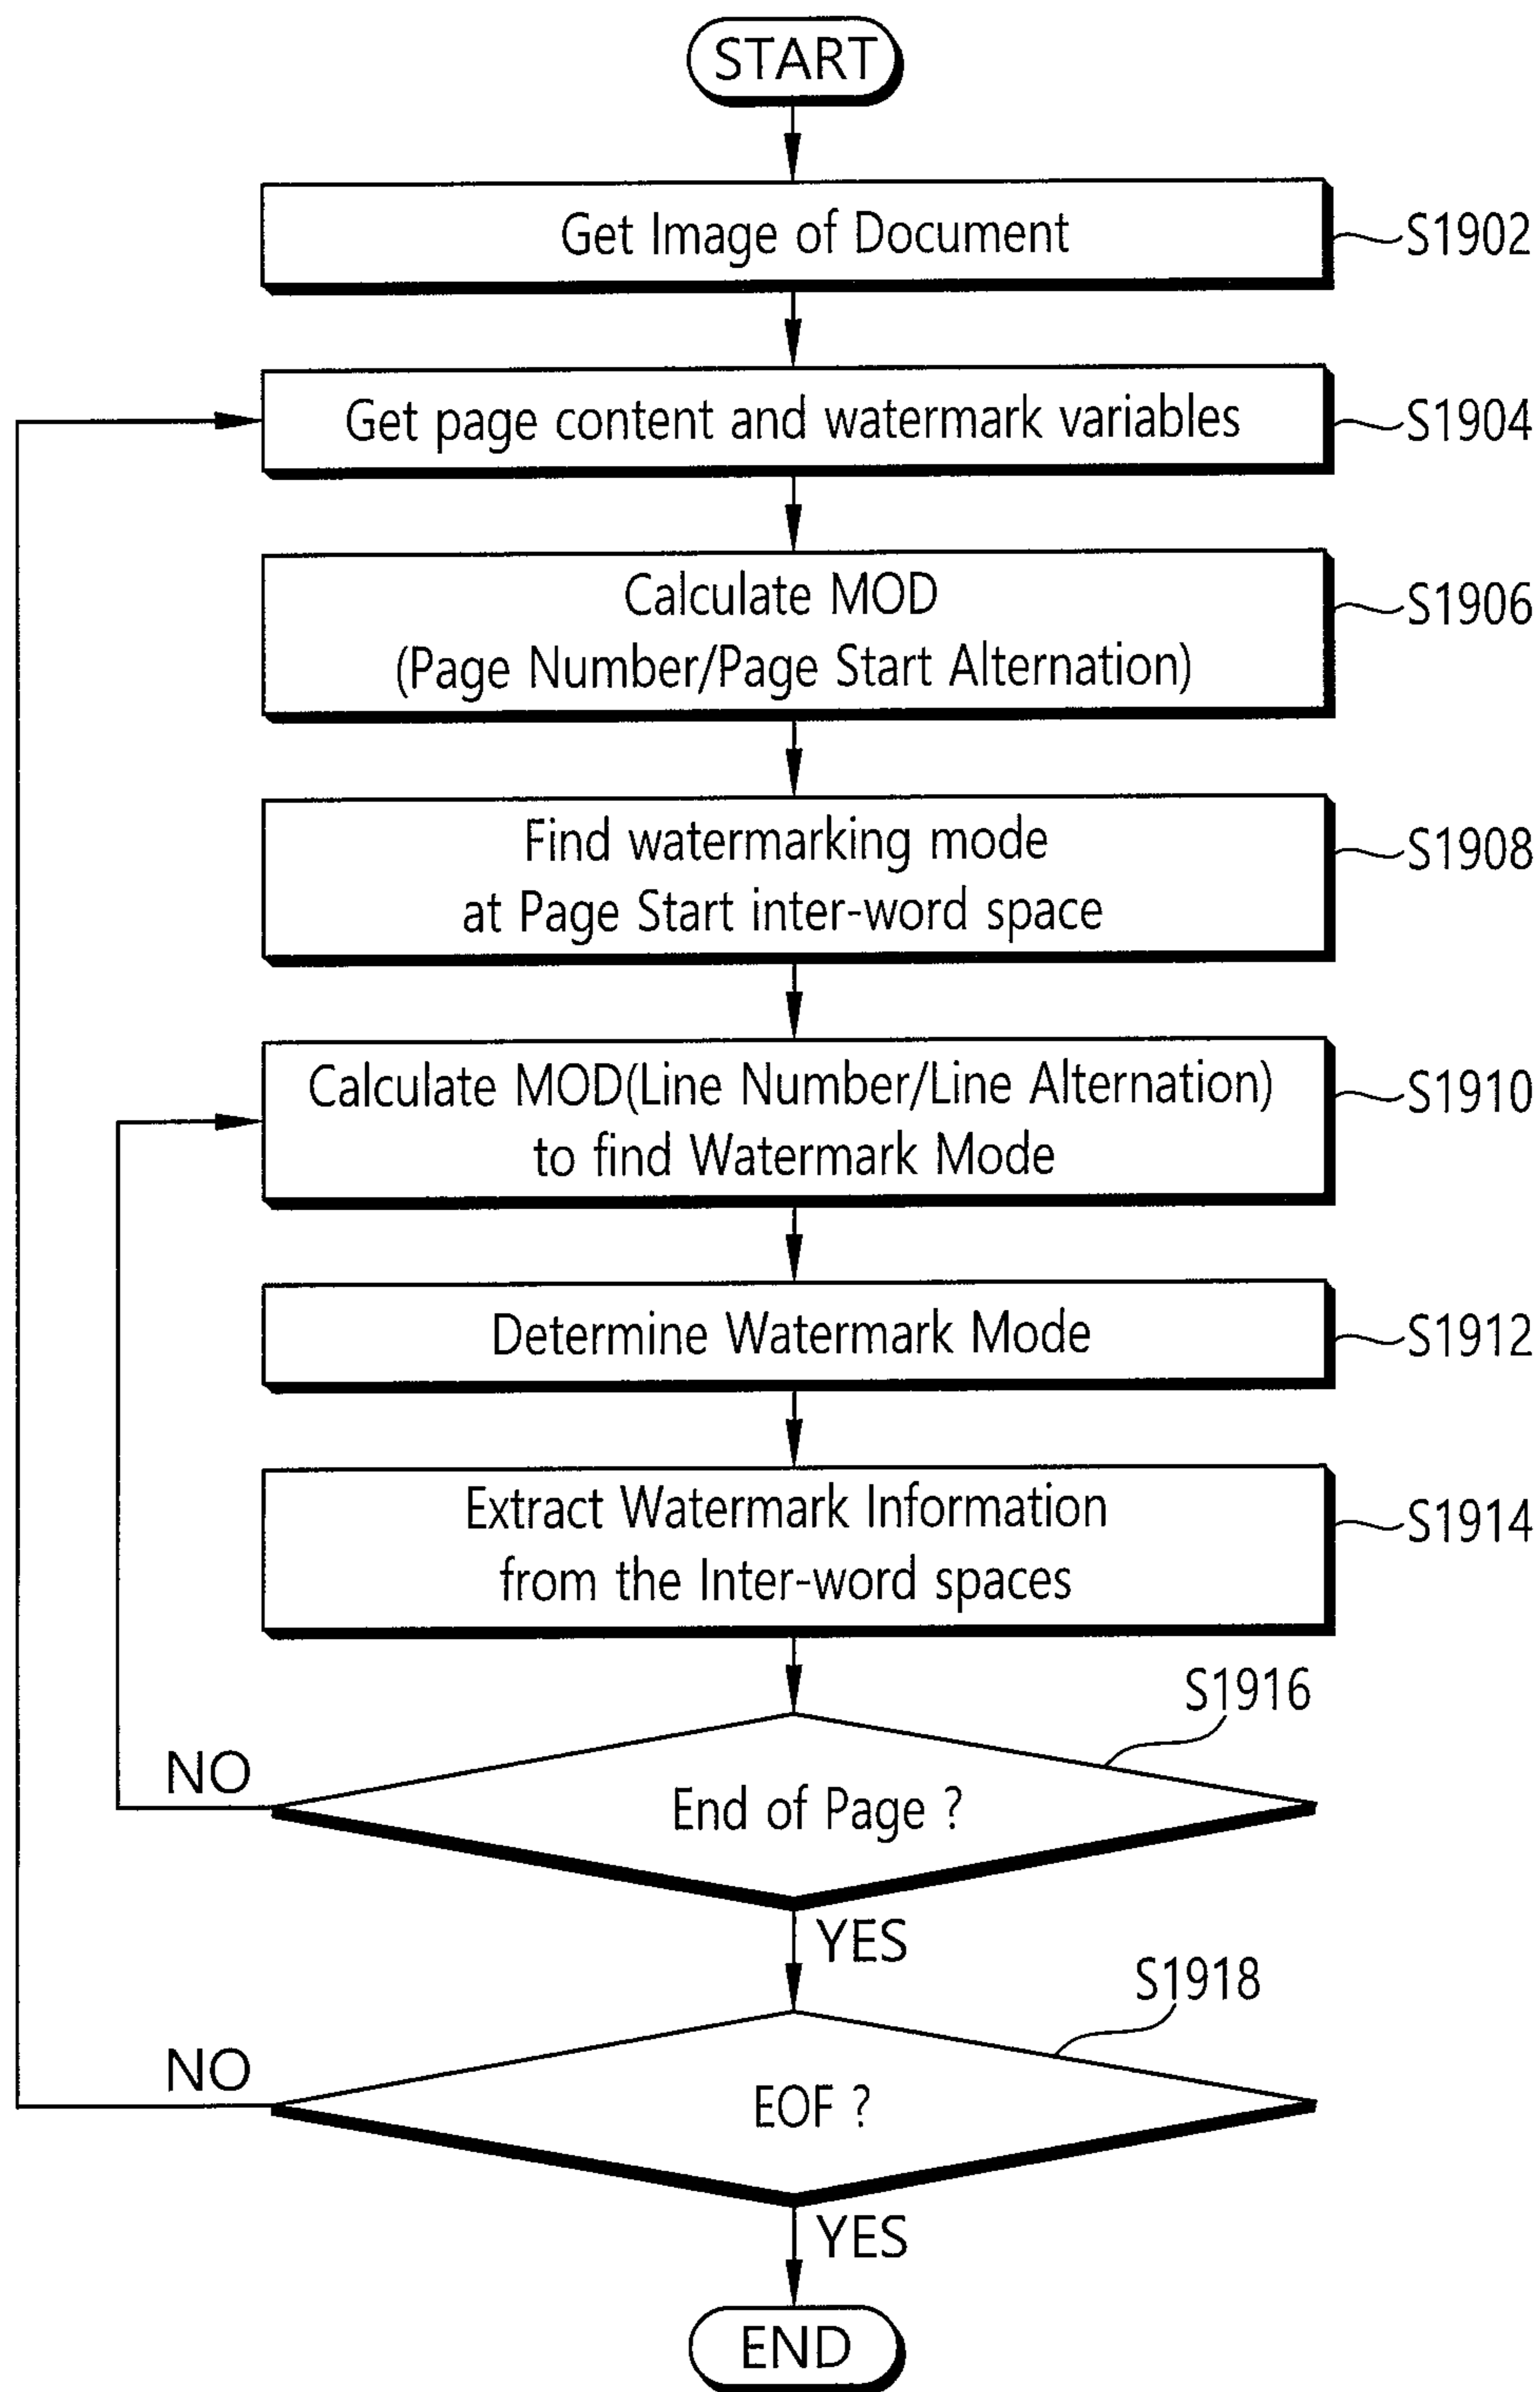 START
Get Image of Document
S1902
Get page content and watermark variables
S1904
Calculate MOD
(Page Number/Page Start Alternation)
S1906
Find watermarking mode
at Page Start inter-word space
S1908
Calculate MOD(Line Number/Line Alternation)
to find Watermark Mode
S1910
Determine Watermark Mode
S1912
Extract Watermark Information
from the Inter-word spaces
S1914
S1916
NO
End of Page ?
YES
S1918
NO
EOF ?
YES
END